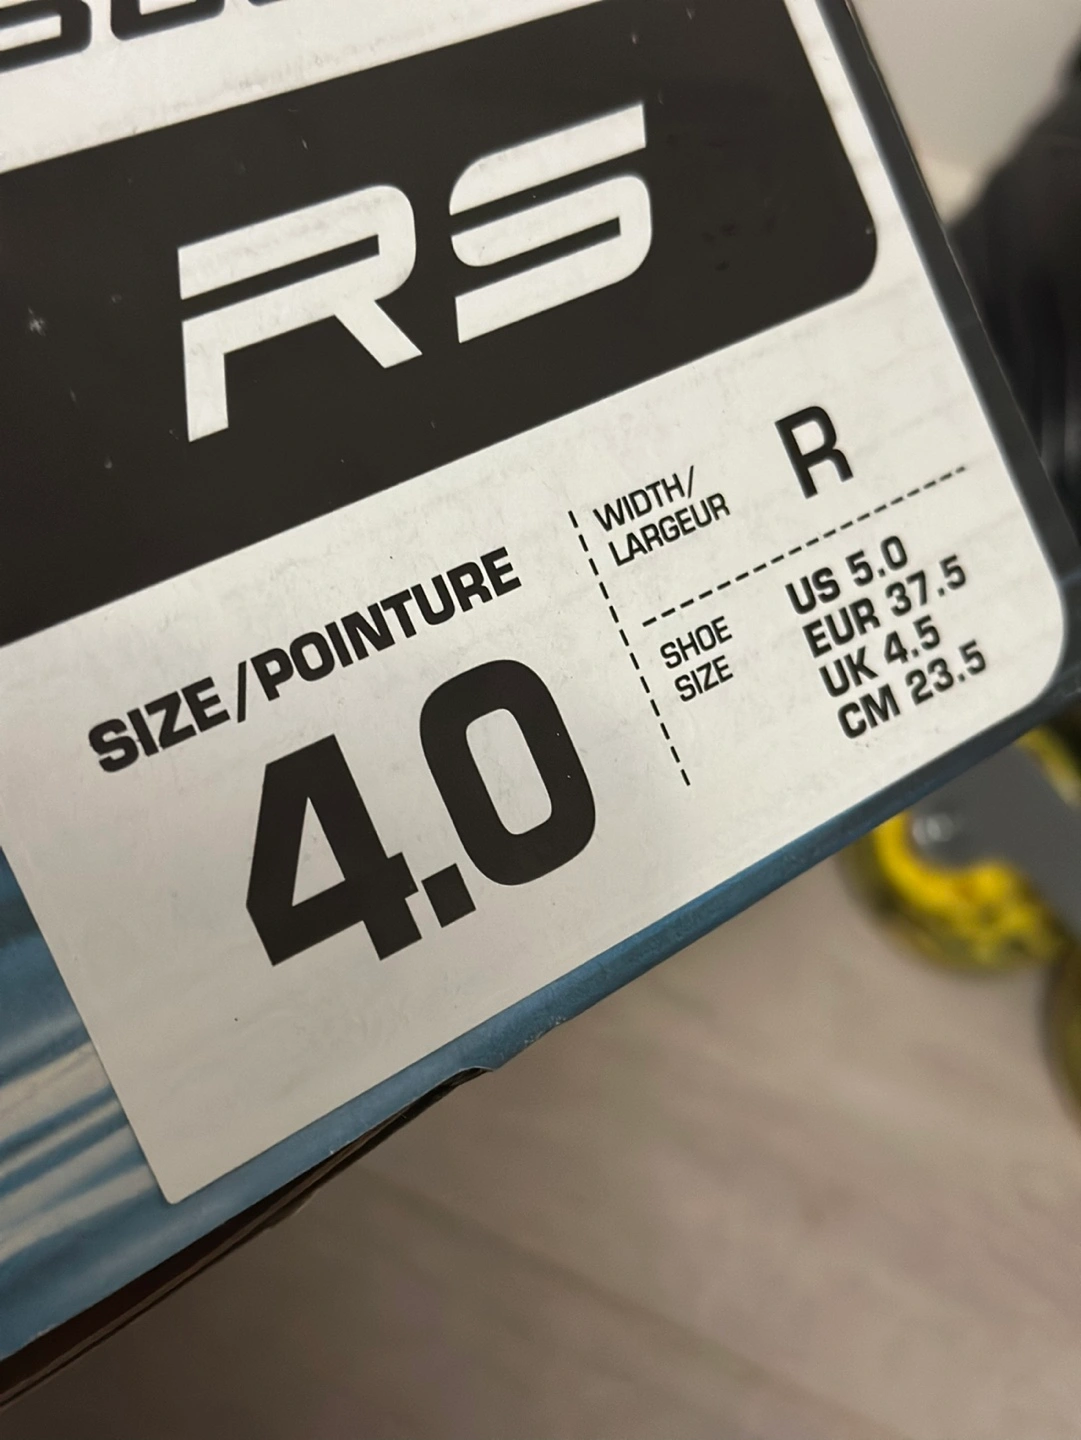 RS
SIZE/POINTURE
4.0
WIDTH/
LARGEUR
R
SHOE
SIZE
US 5.0
EUR 37.5
UK 4.5
CM 23.5